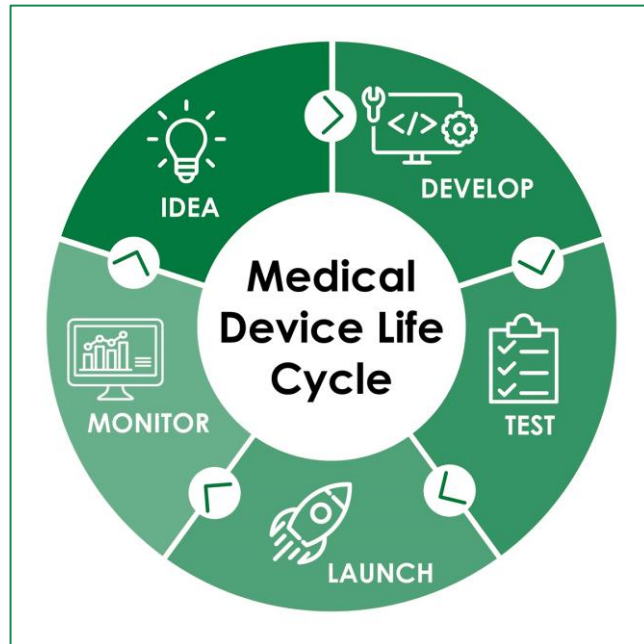 Medical
Device Life
Cycle
IDEA
</>
DEVELOP
TEST
LAUNCH
MONITOR